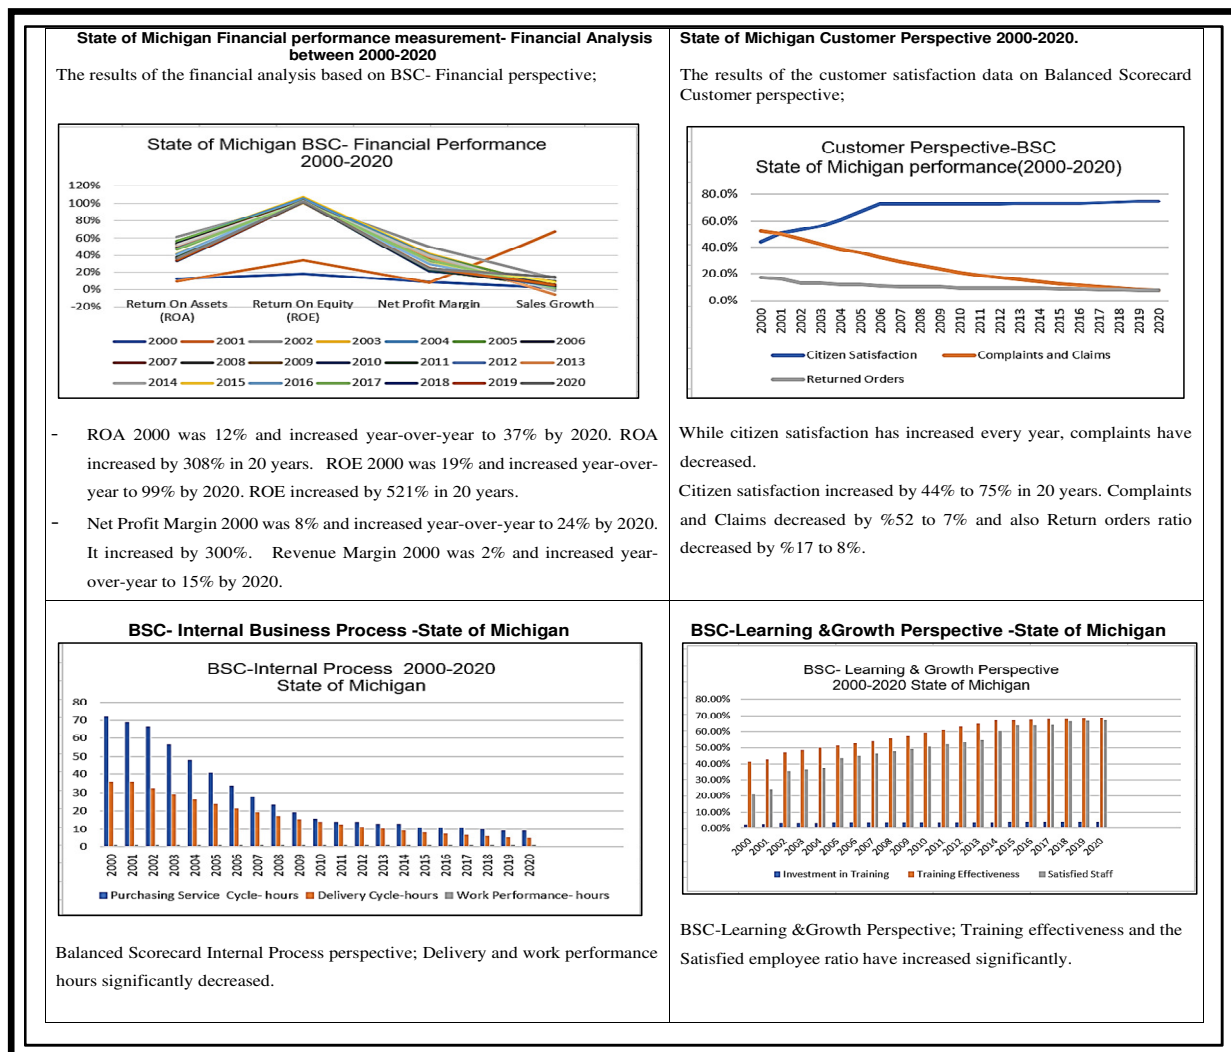 State of Michigan Financial performance measurement- Financial Analysis
between 2000-2020
The results of the financial analysis based on BSC- Financial perspective;
State of Michigan BSC- Financial Performance
2000-2020
120%
100%
80%
60%
40%
20%
0%
-20%
Return On Assets (ROA)
Return On Equity (ROE)
Net Profit Margin
Sales Growth
2000 2001 2002 2003 2004 2005 2006
2007 2008 2009 2010 2011 2012 2013
2014 2015 2016 2017 2018 2019 2020
- ROA 2000 was 12% and increased year-over-year to 37% by 2020. ROA
increased by 308% in 20 years. ROE 2000 was 19% and increased year-over-
year to 99% by 2020. ROE increased by 521% in 20 years.
- Net Profit Margin 2000 was 8% and increased year-over-year to 24% by 2020.
It increased by 300%. Revenue Margin 2000 was 2% and increased year-
over-year to 15% by 2020.
State of Michigan Customer Perspective 2000-2020.
The results of the customer satisfaction data on Balanced Scorecard
Customer perspective;
Customer Perspective-BSC
State of Michigan performance(2000-2020)
80.0%
60.0%
40.0%
20.0%
0.0%
2000 2001 2002 2003 2004 2005 2006 2007 2008 2009 2010 2011 2012 2013 2014 2015 2016 2017 2018 2019 2020
Citizen Satisfaction Complaints and Claims
Returned Orders
While citizen satisfaction has increased every year, complaints have
decreased.
Citizen satisfaction increased by 44% to 75% in 20 years. Complaints
and Claims decreased by %52 to 7% and also Return orders ratio
decreased by %17 to 8%.
BSC- Internal Business Process -State of Michigan
BSC-Internal Process 2000-2020
State of Michigan
80
70
60
50
40
30
20
10
0
2000 2001 2002 2003 2004 2005 2006 2007 2008 2009 2010 2011 2012 2013 2014 2015 2016 2017 2018 2019 2020
Purchasing Service Cycle- hours Delivery Cycle-hours Work Performance- hours
Balanced Scorecard Internal Process perspective; Delivery and work performance
hours significantly decreased.
BSC-Learning &Growth Perspective -State of Michigan
BSC- Learning & Growth Perspective
2000-2020 State of Michigan
80.00%
70.00%
60.00%
50.00%
40.00%
30.00%
20.00%
10.00%
0.00%
2000 2001 2002 2003 2004 2005 2006 2007 2008 2009 2010 2011 2012 2013 2014 2015 2016 2017 2018 2019 2020
Investment in Training Training Effectiveness Satisfied Staff
BSC-Learning &Growth Perspective; Training effectiveness and the
Satisfied employee ratio have increased significantly.